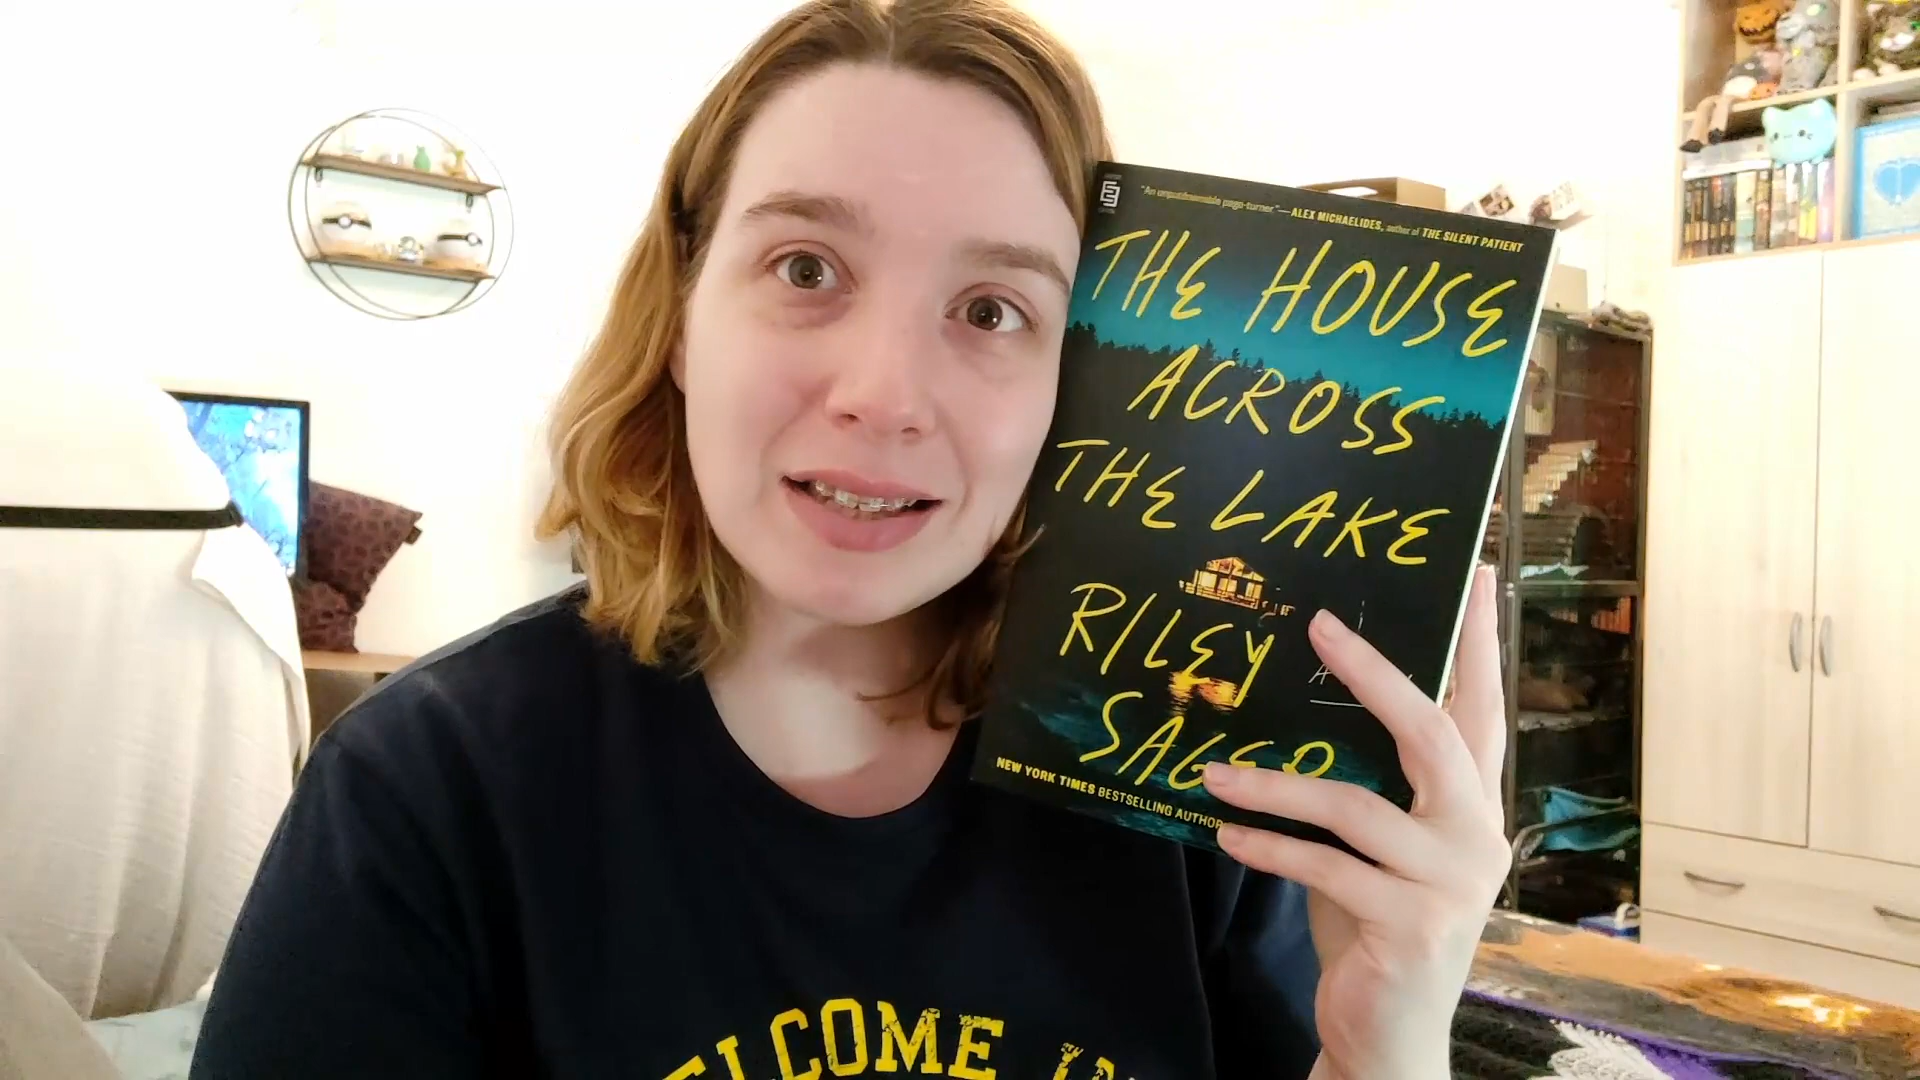 "An unputdownable page-turner."—ALEX MICHAELIDES, author of THE SILENT PATIENT
THE HOUSE
ACROSS
THE LAKE
RILEY
SAGER
NEW YORK TIMES BESTSELLING AUTHOR
WELCOME